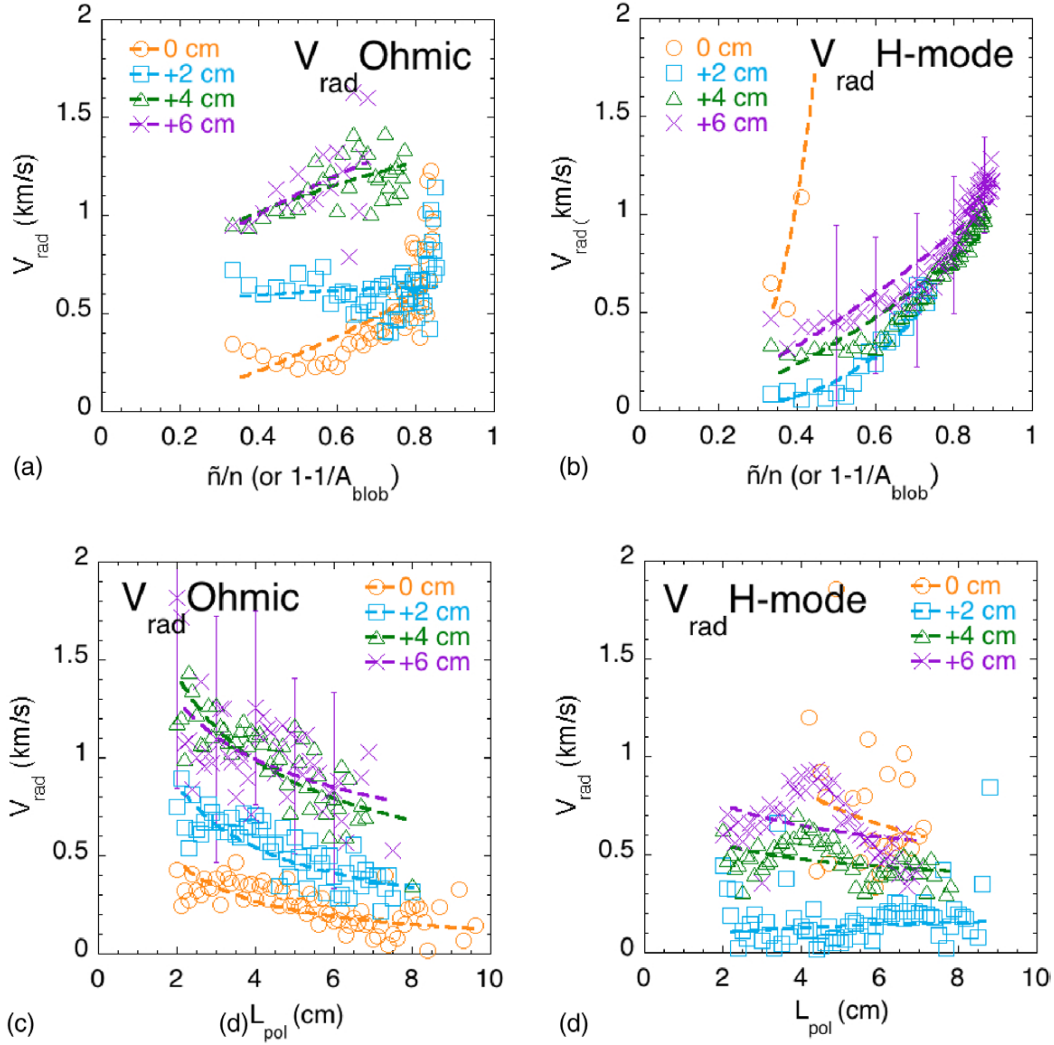 (a)
2
1.5
1
0.5
0
V_rad (km/s)
V_rad Ohmic
0 cm
+2 cm
+4 cm
+6 cm
0 0.2 0.4 0.6 0.8 1
ñ/n (or 1-1/A_blob)
(a)
(b)
2
1.5
1
0.5
0
V_rad( km/s)
V_rad H-mode
0 cm
+2 cm
+4 cm
+6 cm
0 0.2 0.4 0.6 0.8 1
ñ/n (or 1-1/A_blob)
(b)
2
1.5
1
0.5
0
V_rad (km/s)
V_rad Ohmic
0 cm
+2 cm
+4 cm
+6 cm
0 2 4 6 8 10
(c)
(d) L_pol (cm)
2
1.5
1
0.5
0
V_rad (km/s)
V_rad H-mode
0 cm
+2 cm
+4 cm
+6 cm
0 2 4 6 8 10
(d)
L_pol (cm)